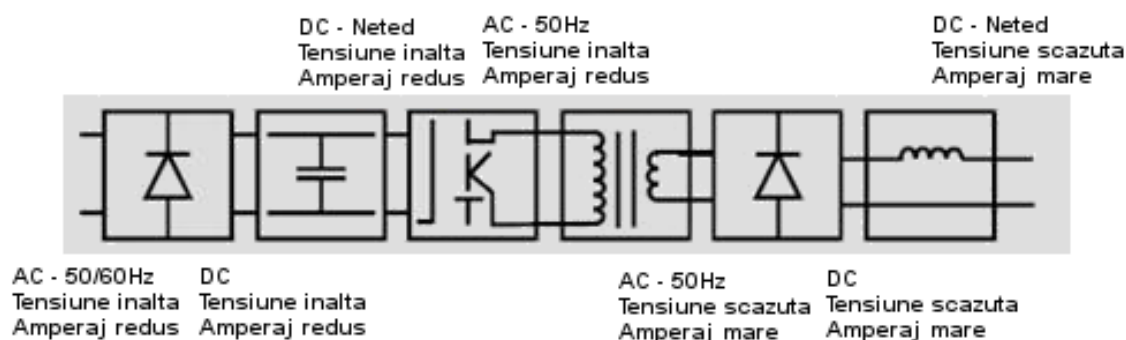 DC - Neted
Tensiune inalta
Amperaj redus
AC - 50Hz
Tensiune inalta
Amperaj redus
DC - Neted
Tensiune scazuta
Amperaj mare
AC - 50/60Hz
Tensiune inalta
Amperaj redus
DC
Tensiune inalta
Amperaj redus
AC - 50Hz
Tensiune scazuta
Amperaj mare
DC
Tensiune scazuta
Amperaj mare